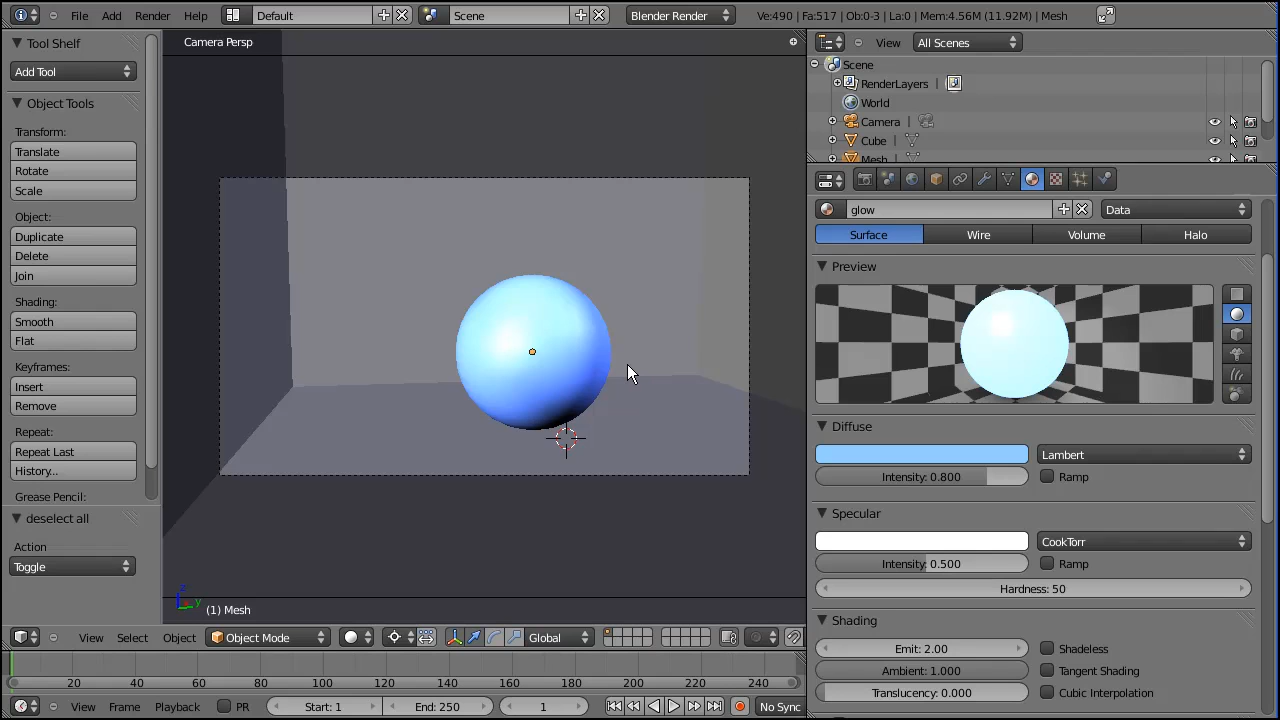 File Add Render Help Default Scene Blender Render Ve:490 | Fa:517 | Ob:0-3 | La:0 | Mem:4.56M (11.92M) | Mesh
Tool Shelf
Add Tool
Object Tools
Transform:
Translate
Rotate
Scale
Object:
Duplicate
Delete
Join
Shading:
Smooth
Flat
Keyframes:
Insert
Remove
Repeat:
Repeat Last
History...
Grease Pencil:
deselect all
Action
Toggle
Camera Persp
z
y
(1) Mesh
View Select Object Object Mode Global
20 40 60 80 100 120 140 160 180 200 220 240
View Frame Playback PR Start: 1 End: 250 1 No Sync
View All Scenes
Scene
RenderLayers |
World
Camera |
Cube |
Mesh |
glow Data
Surface Wire Volume Halo
Preview
Diffuse
Lambert
Intensity: 0.800 Ramp
Specular
CookTorr
Intensity: 0.500 Ramp
Hardness: 50
Shading
Emit: 2.00 Shadeless
Ambient: 1.000 Tangent Shading
Translucency: 0.000 Cubic Interpolation